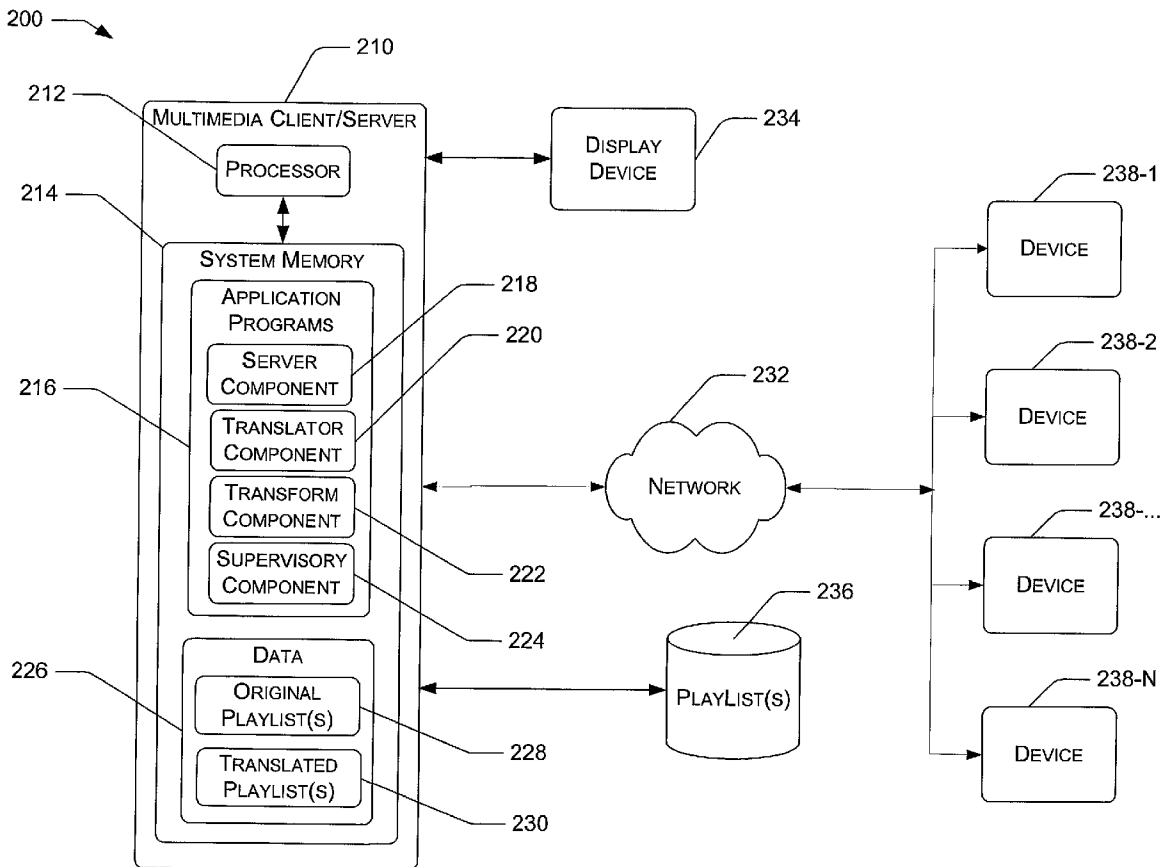 200
210
212
MULTIMEDIA CLIENT/SERVER
PROCESSOR
214
SYSTEM MEMORY
APPLICATION
PROGRAMS
218
SERVER
COMPONENT
220
216
TRANSLATOR
COMPONENT
TRANSFORM
COMPONENT
222
SUPERVISORY
COMPONENT
224
226
DATA
ORIGINAL
PLAYLIST(S)
228
TRANSLATED
PLAYLIST(S)
230
DISPLAY
DEVICE
234
232
NETWORK
236
PLAYLIST(S)
238-1
DEVICE
238-2
DEVICE
238-...
DEVICE
238-N
DEVICE